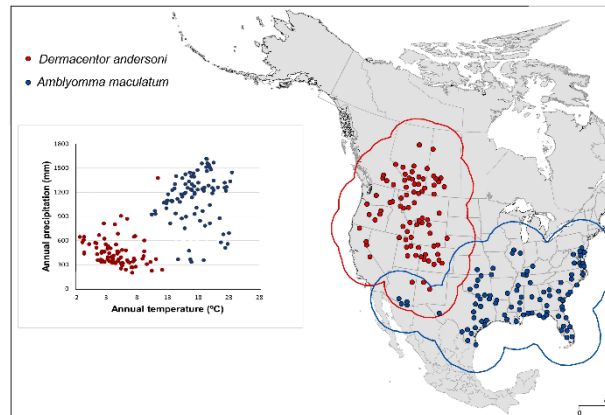 Dermacentor andersoni
Amblyomma maculatum
Annual precipitation (mm)
1800
1500
1200
900
600
300
0
2 3 8 13 18 23 28
Annual temperature (ºC)
0